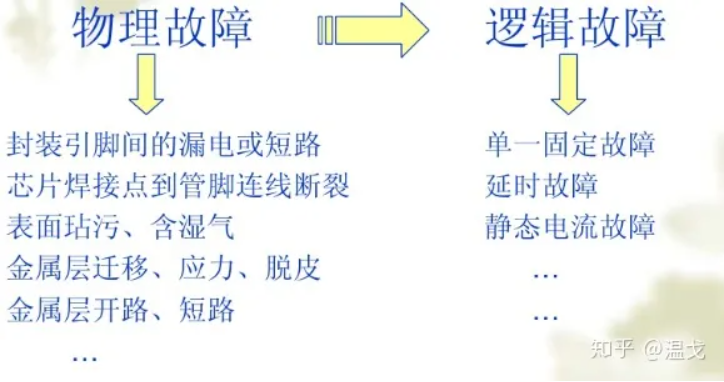 物理故障
封装引脚间的漏电或短路
芯片焊接点到管脚连线断裂
表面玷污、含湿气
金属层迁移、应力、脱皮
金属层开路、短路
…
逻辑故障
单一固定故障
延时故障
静态电流故障
…
…
知乎 @温戈